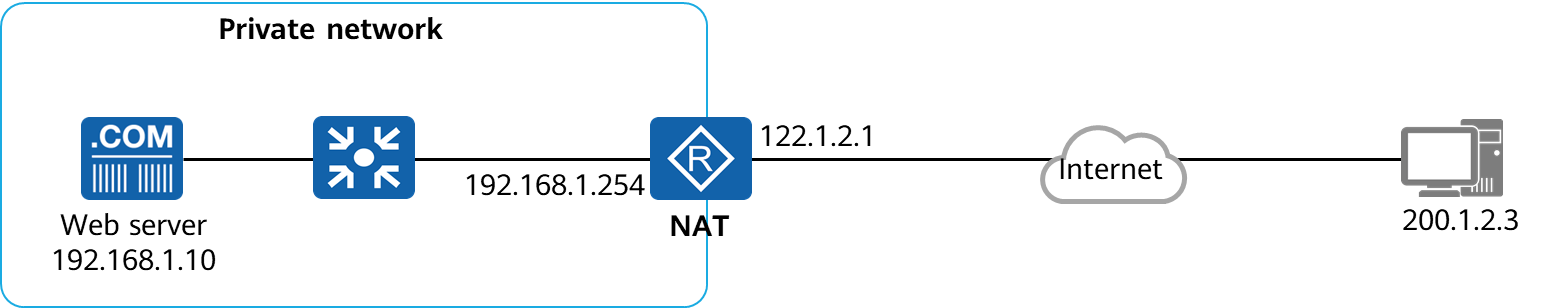 Private network
.COM
R
122.1.2.1
Internet
192.168.1.254
Web server
192.168.1.10
NAT
200.1.2.3